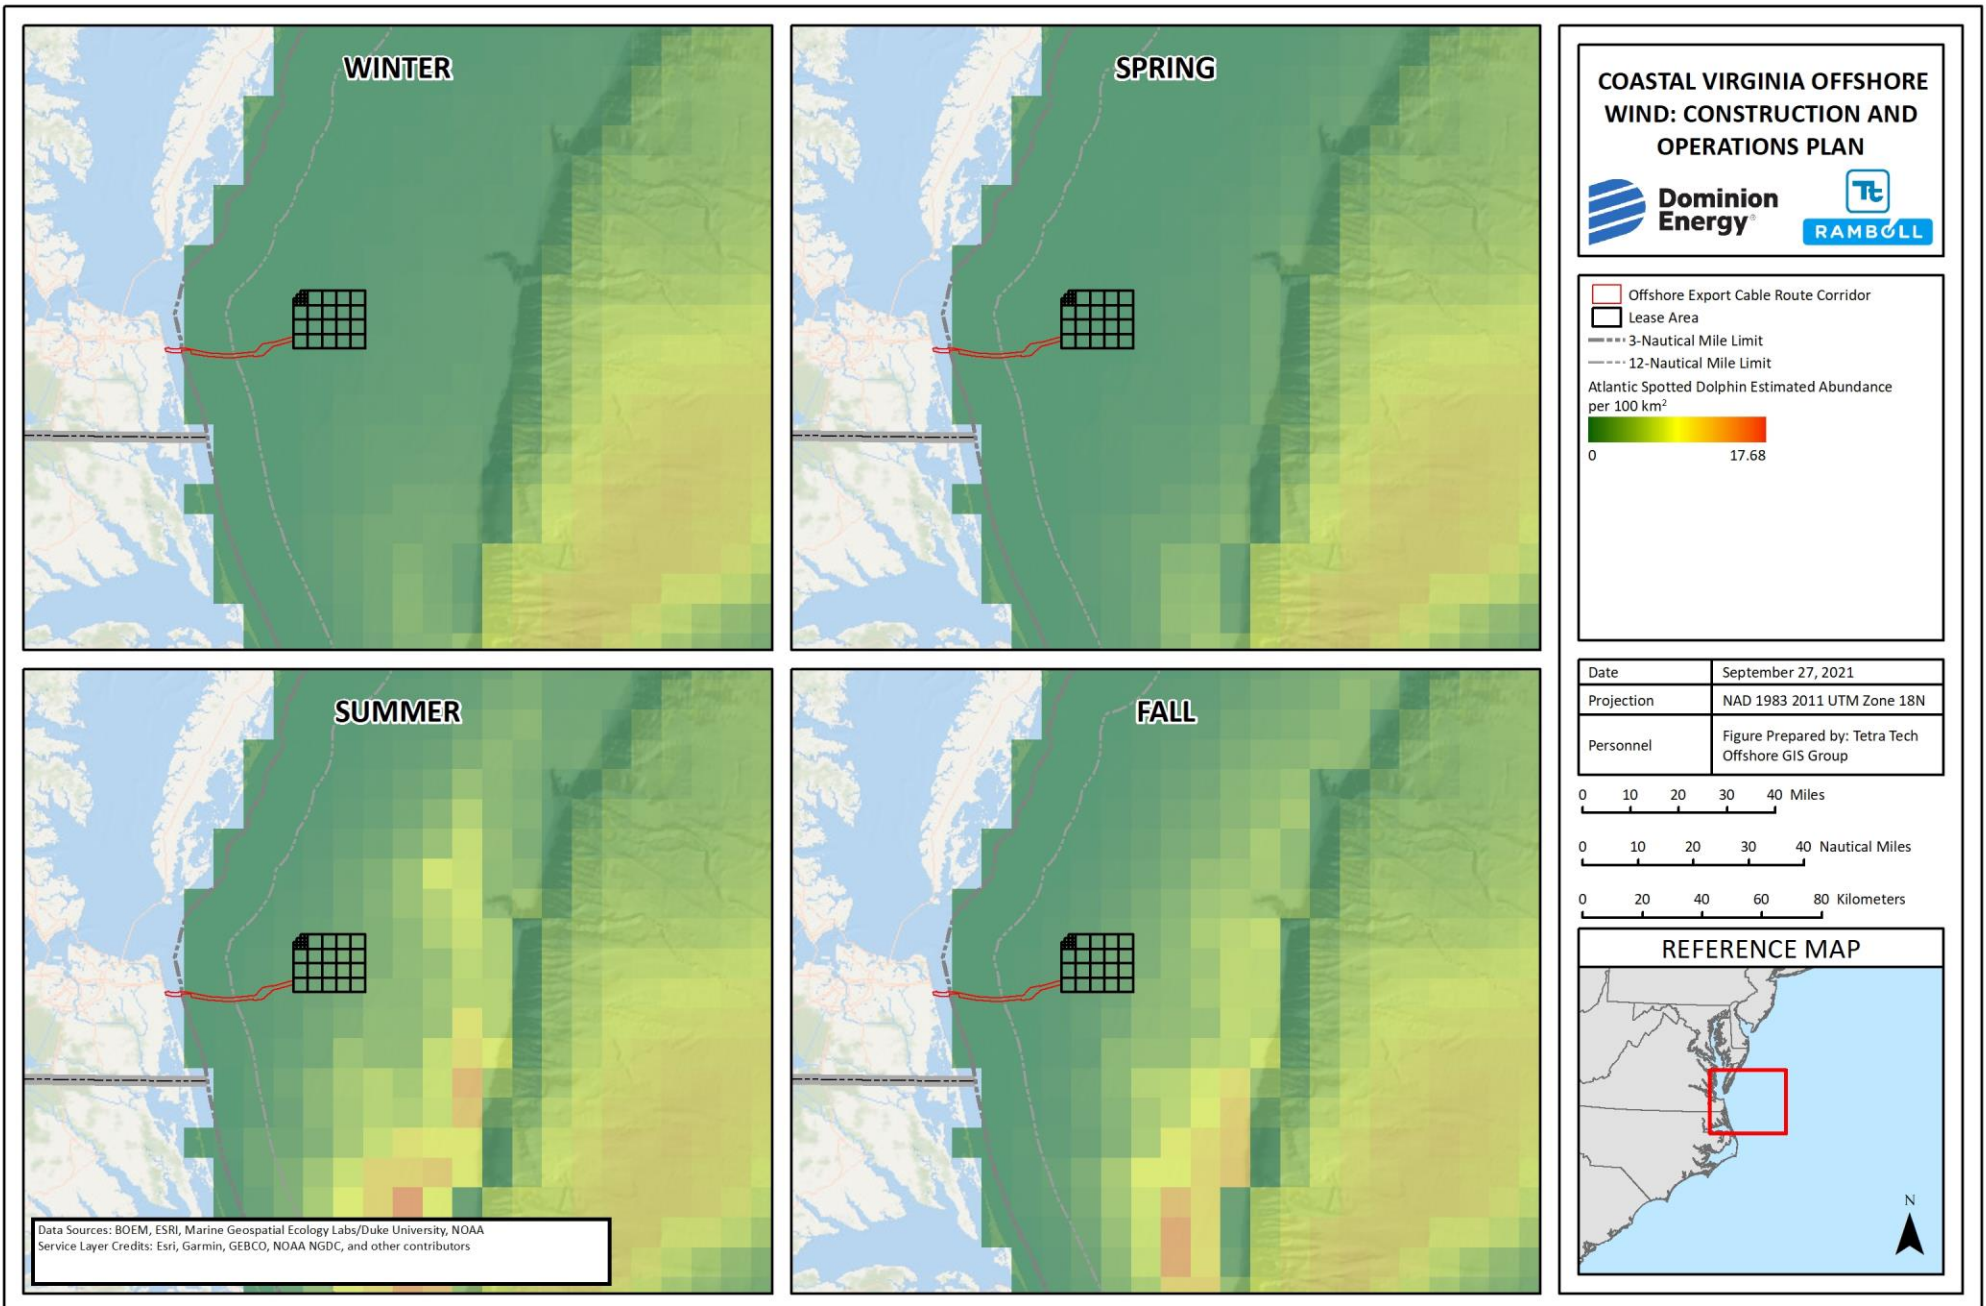 WINTER
SPRING
SUMMER
FALL
Data Sources: BOEM, ESRI, Marine Geospatial Ecology Labs/Duke University, NOAA
Service Layer Credits: Esri, Garmin, GEBCO, NOAA NGDC, and other contributors
COASTAL VIRGINIA OFFSHORE
WIND: CONSTRUCTION AND
OPERATIONS PLAN
Dominion
Energy®
Tt
RAMBOLL
Offshore Export Cable Route Corridor
Lease Area
3-Nautical Mile Limit
12-Nautical Mile Limit
Atlantic Spotted Dolphin Estimated Abundance
per 100 km²
0 17.68
Date September 27, 2021
Projection NAD 1983 2011 UTM Zone 18N
Personnel Figure Prepared by: Tetra Tech
Offshore GIS Group
0 10 20 30 40 Miles
0 10 20 30 40 Nautical Miles
0 20 40 60 80 Kilometers
REFERENCE MAP
N